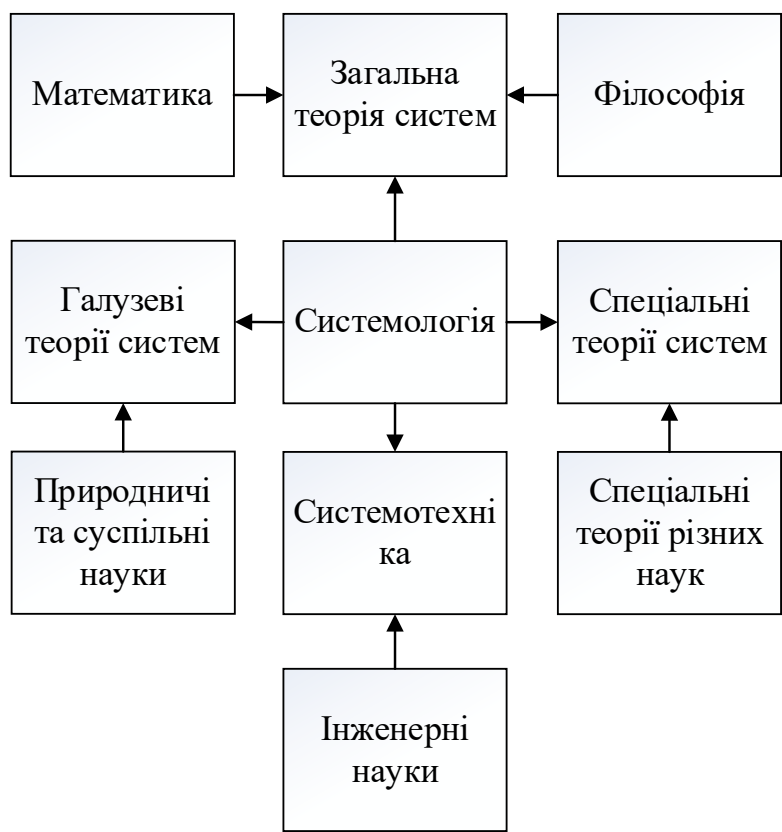 Математика
Загальна
теорія систем
Філософія
Галузеві
теорії систем
Системологія
Спеціальні
теорії систем
Природничі
та суспільні
науки
Системотехні
ка
Спеціальні
теорії різних
наук
Інженерні
науки